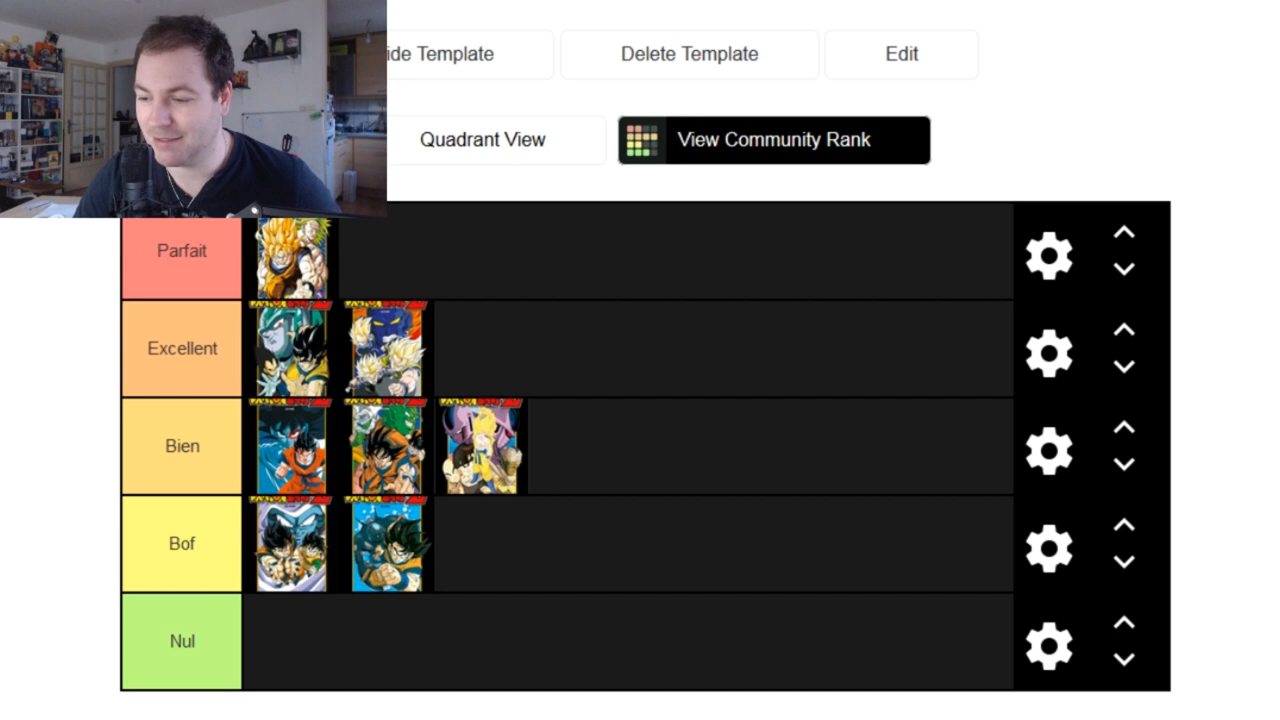 ide Template
Delete Template
Edit
Quadrant View
View Community Rank
Parfait
Excellent
Bien
Bof
Nul